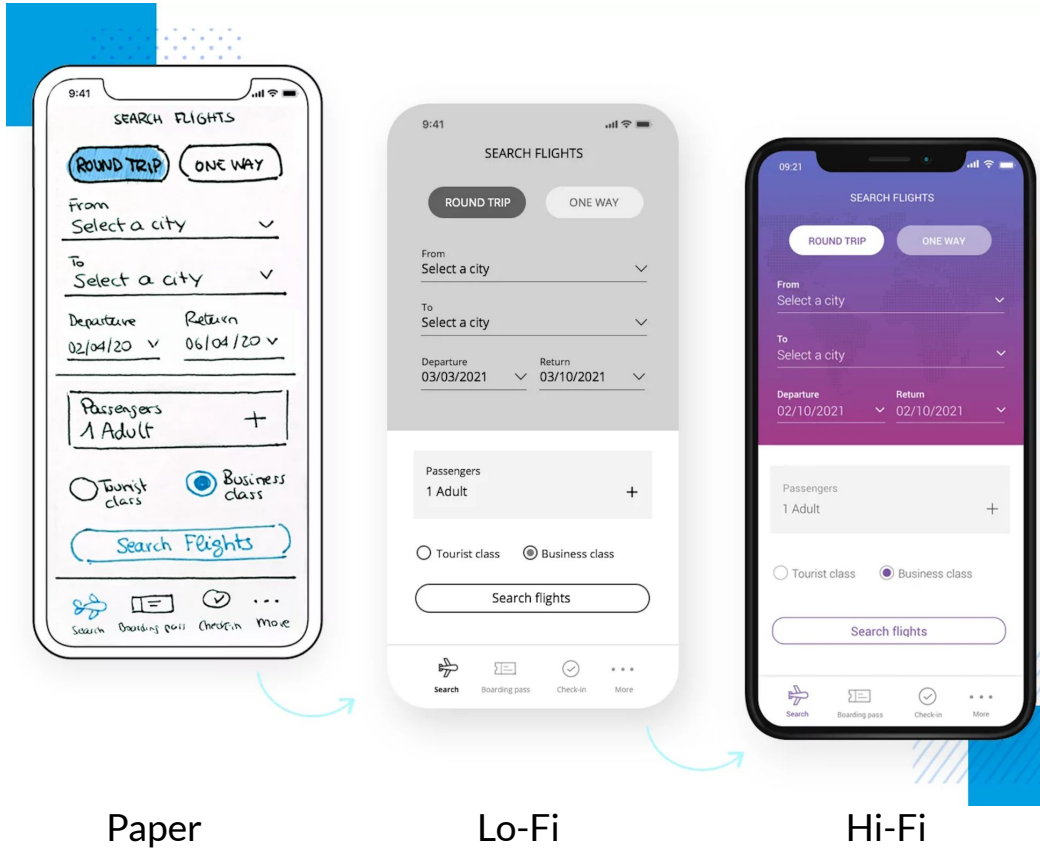 9:41
SEARCH FLIGHTS
ROUND TRIP ONE WAY
From
Select a city
To
Select a city
Departure Return
02/04/20 06/04/20
Passengers
1 Adult
Tourist class Business class
Search Flights
Search Boarding pass Check-in More
9:41
SEARCH FLIGHTS
ROUND TRIP ONE WAY
From
Select a city
To
Select a city
Departure Return
03/03/2021 03/10/2021
Passengers
1 Adult
Tourist class Business class
Search flights
Search Boarding pass Check-in More
09:21
SEARCH FLIGHTS
ROUND TRIP ONE WAY
From
Select a city
To
Select a city
Departure Return
02/10/2021 02/10/2021
Passengers
1 Adult
Tourist class Business class
Search flights
Search Boarding pass Check-in More
Paper Lo-Fi Hi-Fi